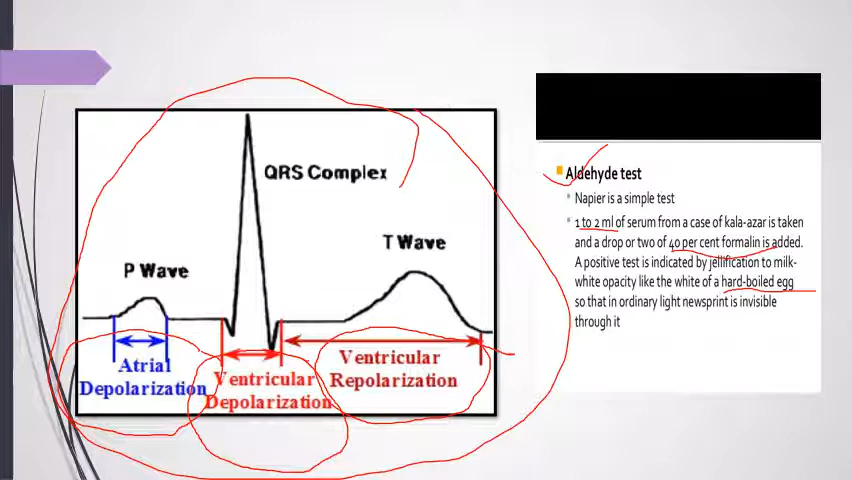 QRS Complex
T Wave
P Wave
Atrial
Depolarization
Ventricular
Depolarization
Ventricular
Repolarization
Aldehyde test
Napier is a simple test
1 to 2 ml of serum from a case of kala-azar is taken
and a drop or two of 40 per cent formalin is added.
A positive test is indicated by jellification to milk-
white opacity like the white of a hard-boiled egg
so that in ordinary light newsprint is invisible
through it